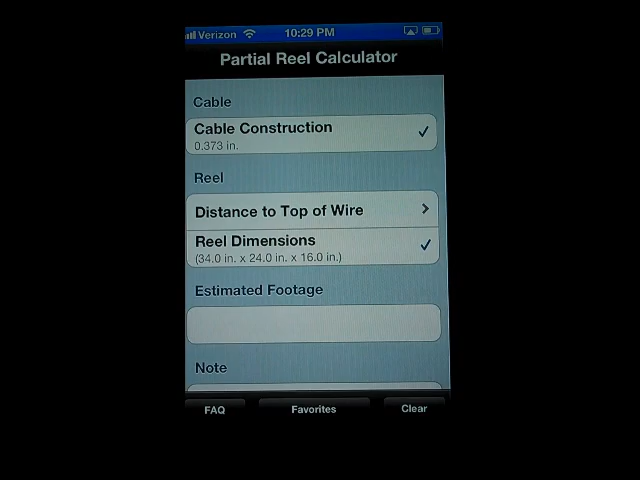 Verizon 10:29 PM
Partial Reel Calculator
Cable
Cable Construction
0.373 in.
Reel
Distance to Top of Wire
Reel Dimensions
(34.0 in. x 24.0 in. x 16.0 in.)
Estimated Footage
Note
FAQ Favorites Clear